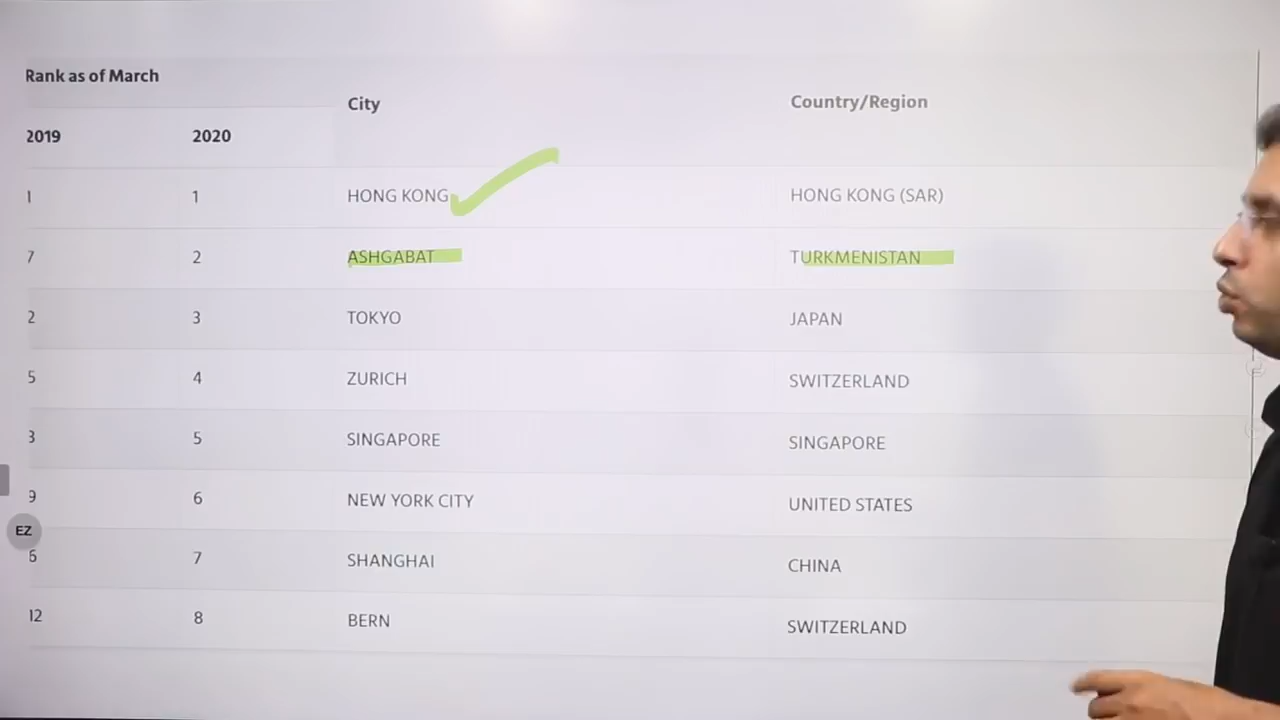 Rank as of March
City
Country/Region
2019 2020
1 1 HONG KONG HONG KONG (SAR)
7 2 ASHGABAT TURKMENISTAN
2 3 TOKYO JAPAN
5 4 ZURICH SWITZERLAND
3 5 SINGAPORE SINGAPORE
9 6 NEW YORK CITY UNITED STATES
EZ
6 7 SHANGHAI CHINA
12 8 BERN SWITZERLAND